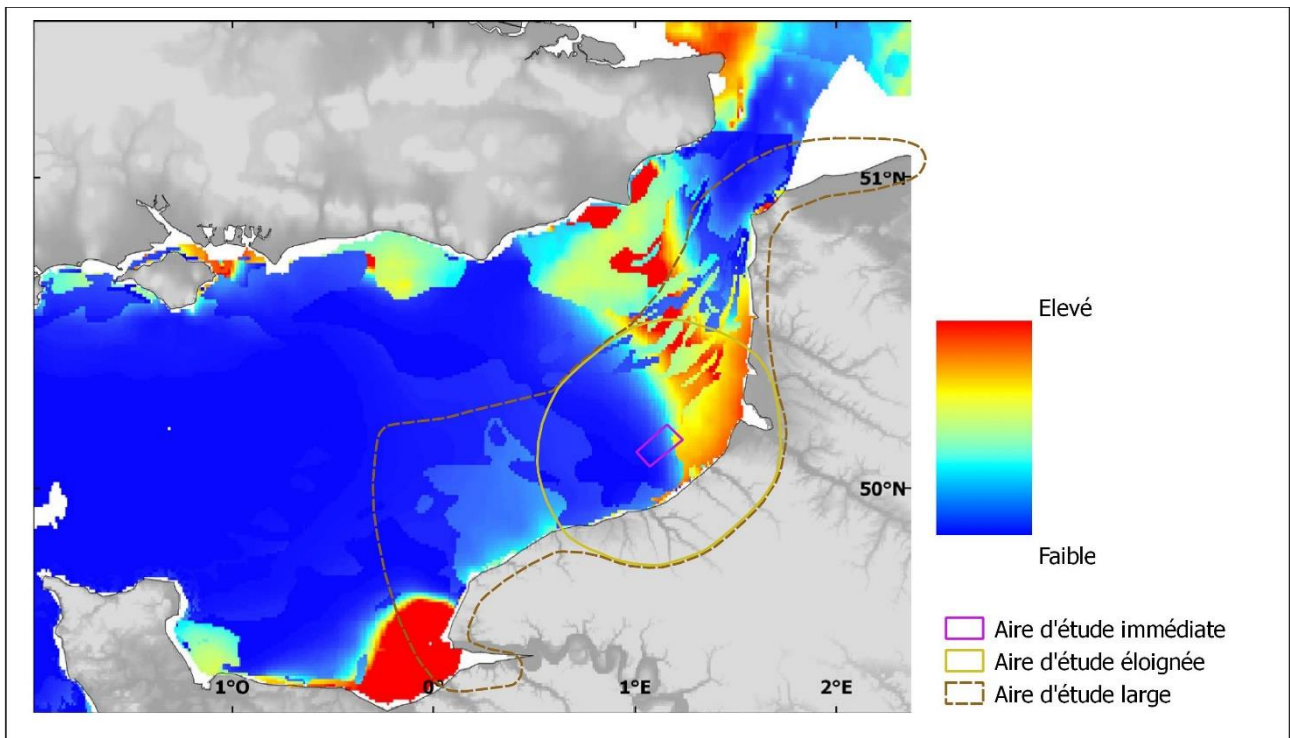 51°N
50°N
1°O
0°
1°E
2°E
Elevé
Faible
Aire d'étude immédiate
Aire d'étude éloignée
Aire d'étude large